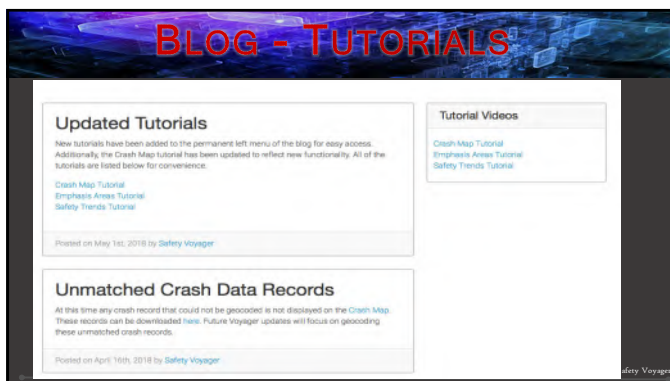 BLOG - TUTORIALS
Updated Tutorials
New tutorials have been added to the permanent left menu of the blog for easy access.
Additionally, the Crash Map tutorial has been updated to reflect new functionality. All of the
tutorials are listed below for convenience.
Crash Map Tutorial
Emphasis Areas Tutorial
Safety Trends Tutorial
Posted on May 1st, 2018 by Safety Voyager
Unmatched Crash Data Records
At this time any crash record that could not be geocoded is not displayed on the Crash Map.
These records can be downloaded here. Future Voyager updates will focus on geocoding
these unmatched crash records.
Posted on April 16th, 2018 by Safety Voyager
Tutorial Videos
Crash Map Tutorial
Emphasis Areas Tutorial
Safety Trends Tutorial
afety Voyager